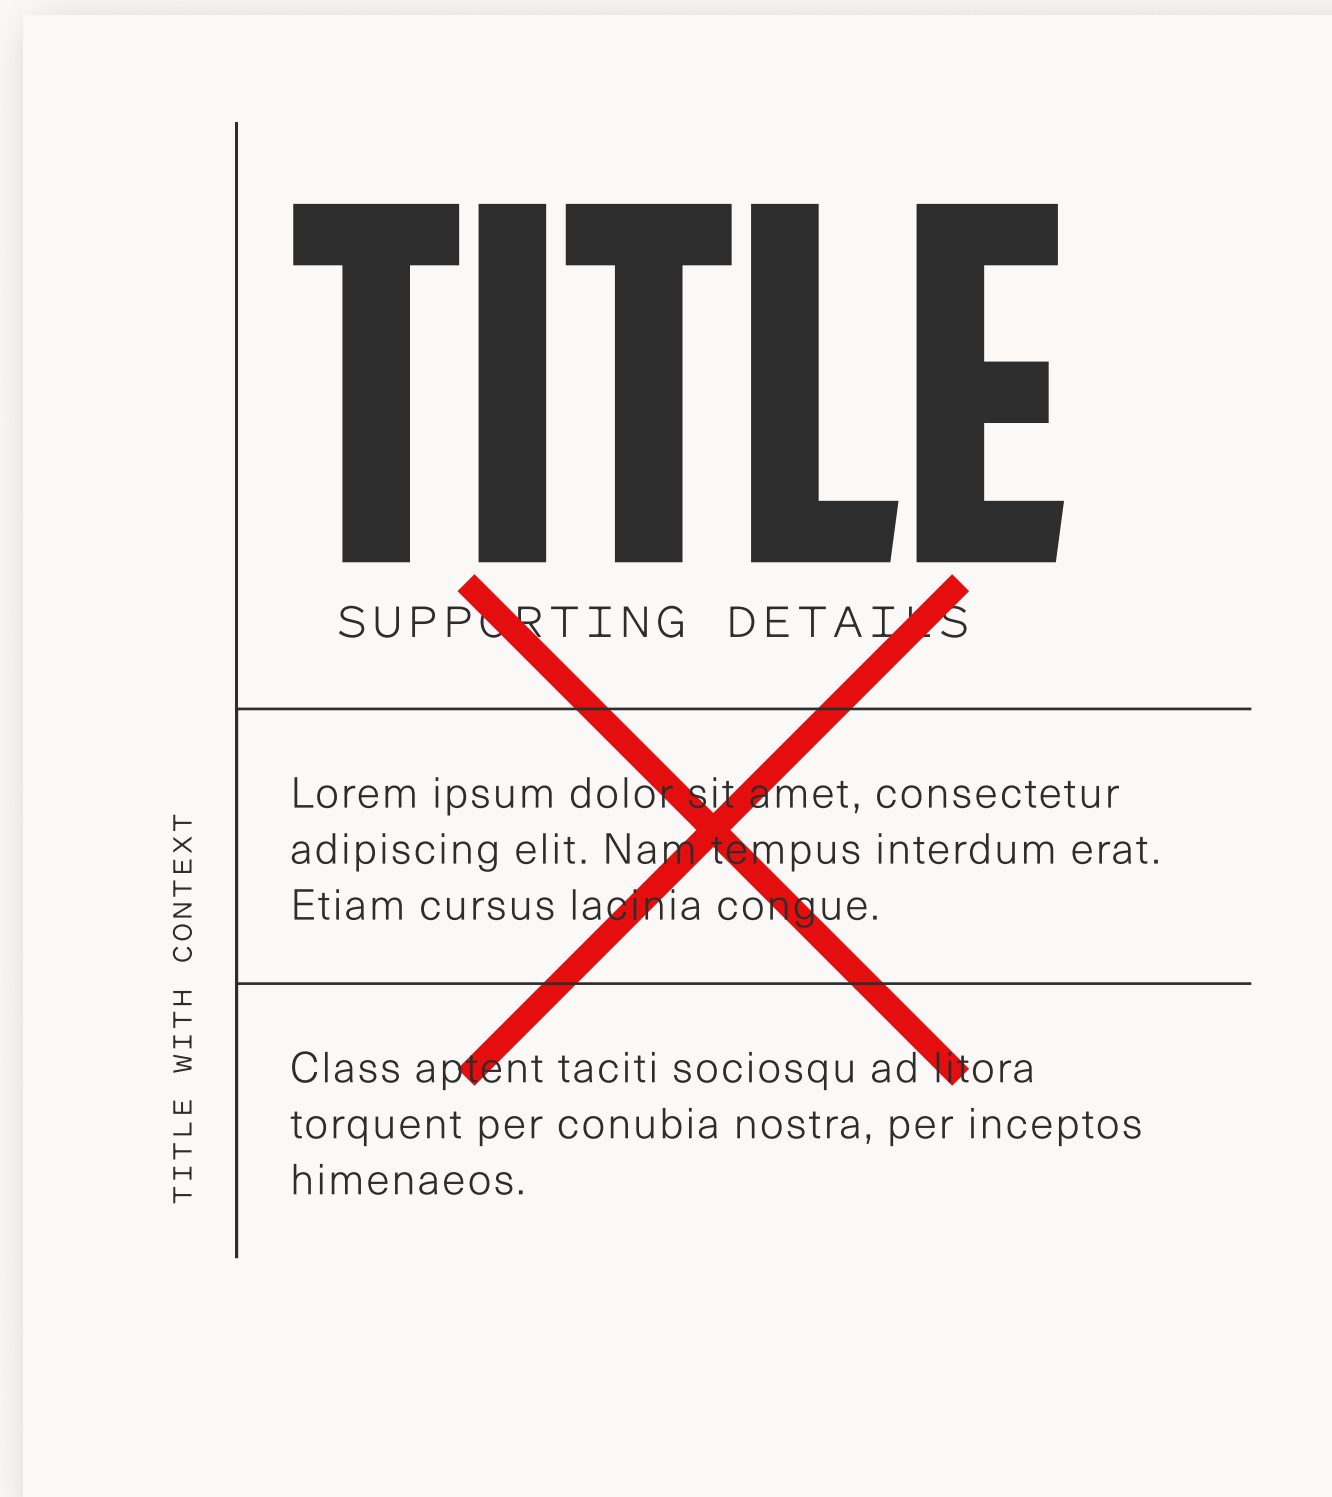 TITLE
SUPPORTING DETAILS
Lorem ipsum dolor sit amet, consectetur
adipiscing elit. Nam tempus interdum erat.
Etiam cursus lacinia congue.
Class aptent taciti sociosqu ad litora
torquent per conubia nostra, per inceptos
himenaeos.
TITLE WITH CONTEXT